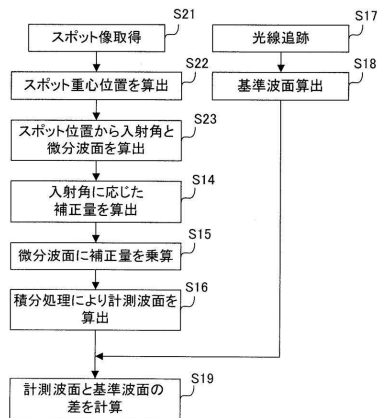 S21
スポット像取得
S22
スポット重心位置を算出
S23
スポット位置から入射角と
微分波面を算出
S14
入射角に応じた
補正量を算出
S15
微分波面に補正量を乗算
S16
積分処理により計測波面を
算出
S17
光線追跡
S18
基準波面算出
S19
計測波面と基準波面の
差を計算